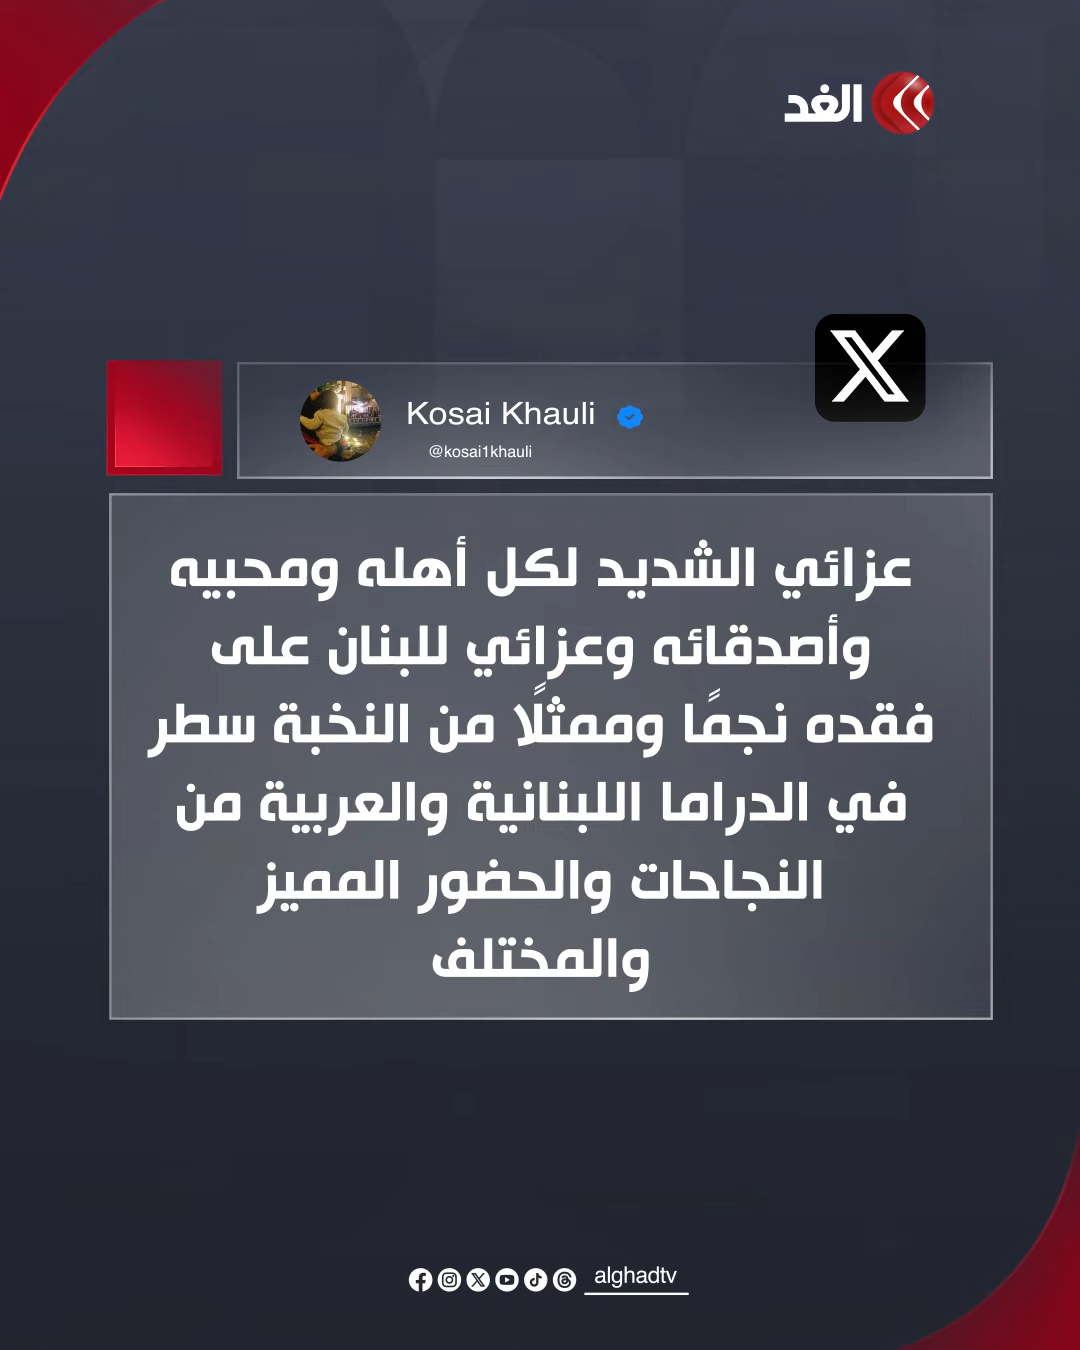 الغد
Kosai Khauli
@kosai1khauli
عزائي الشديد لكل أهله ومحبيه
وأصدقائه وعزائي للبنان على
فقده نجمًا وممثلًا من النخبة سطر
في الدراما اللبنانية والعربية من
النجاحات والحضور المميز
والمختلف
alghadtv